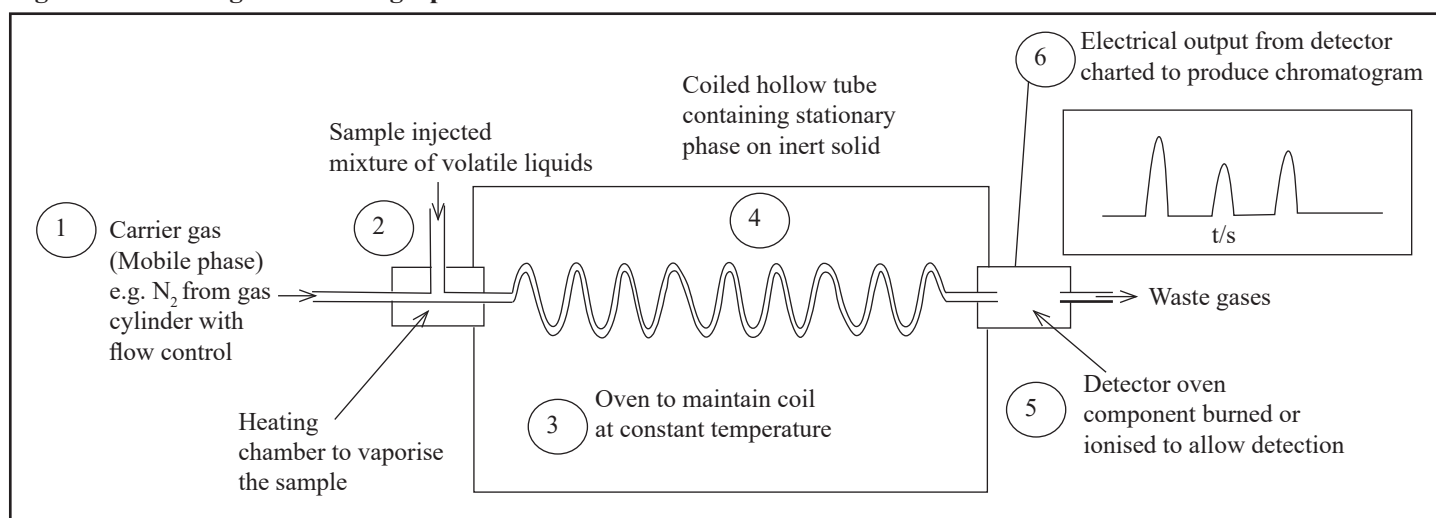 6
Electrical output from detector
charted to produce chromatogram
Coiled hollow tube
containing stationary
phase on inert solid
Sample injected
mixture of volatile liquids
t/s
1
Carrier gas
(Mobile phase)
e.g. N₂ from gas
cylinder with
flow control
2
4
Waste gases
Heating
chamber to vaporise
the sample
3
Oven to maintain coil
at constant temperature
5
Detector oven
component burned or
ionised to allow detection